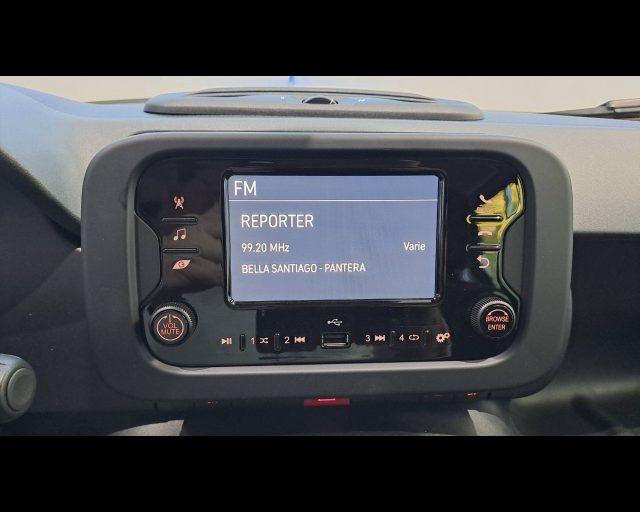 FM
REPORTER
99.20 MHz Varie
BELLA SANTIAGO - PANTERA
VOL
MUTE
BROWSE
ENTER
1 2 3 4